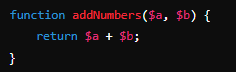 function addNumbers($a, $b) {
    return $a + $b;
}